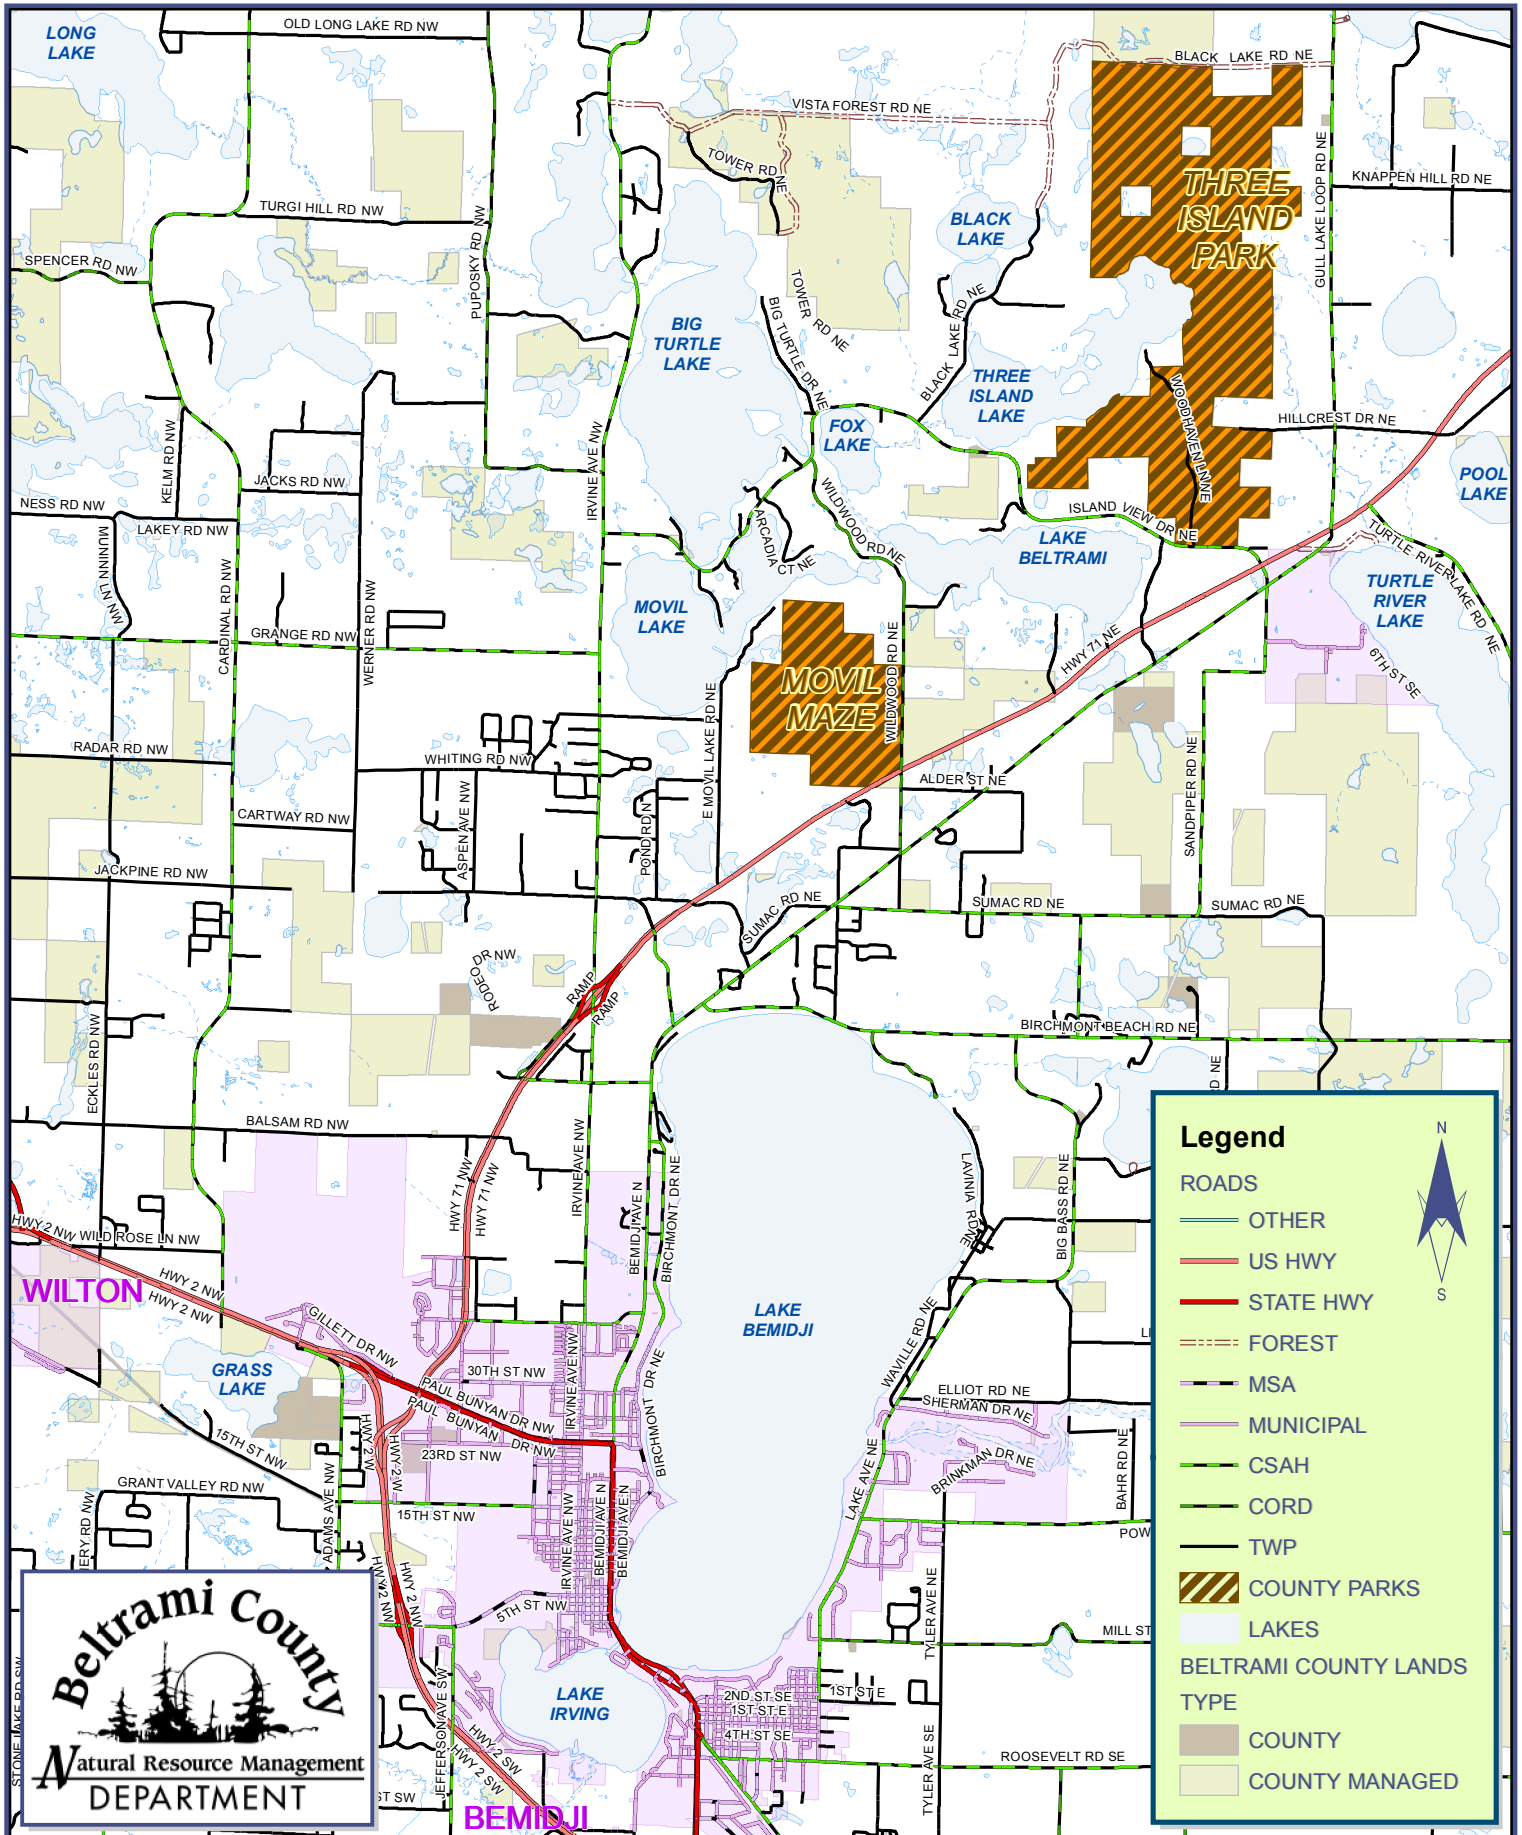 LONG
LAKE
OLD LONG LAKE RD NW
BLACK LAKE RD NE
VISTA FOREST RD NE
TOWER RD NE
THREE
ISLAND
PARK
GULL LAKE LOOP RD NE
KNAPPEN HILL RD NE
TURGI HILL RD NW
PUPOSKY RD NW
BLACK
LAKE
SPENCER RD NW
BIG
TURTLE
LAKE
TOWER RD NE
BIG TURTLE DR NE
BLACK LAKE RD NE
THREE
ISLAND
LAKE
WOODHAVEN LN NE
HILLCREST DR NE
FOX
LAKE
POOL
LAKE
KELM RD NW
IRVINE AVE NW
JACKS RD NW
NESS RD NW
LAKEY RD NW
MUNIN LN NW
WILDWOOD RD NE
ARCADIA CT NE
ISLAND VIEW DR NE
LAKE
BELTRAMI
TURTLE RIVER LAKE RD NE
TURTLE
RIVER
LAKE
CARDINAL RD NW
WERNER RD NW
GRANGE RD NW
MOVIL
LAKE
MOVIL
MAZE
WILDWOOD RD NE
HWY 71 NE
6TH ST SE
E MOVIL LAKE RD NE
RADAR RD NW
WHITING RD NW
ALDER ST NE
SANDPIPER RD NE
ASPEN AVE NW
POND RD N
CARTWAY RD NW
JACKPINE RD NW
SUMAC RD NE
SUMAC RD NE
SUMAC RD NE
RODEO DR NW
RAMP
RAMP
ECKLES RD NW
BIRCHMONT BEACH RD NE
RD NE
BALSAM RD NW
IRVINE AVE NW
HWY 71 NW
HWY 71 NW
BEMIDJI AVE N
BIRCHMONT DR NE
LAVINIA RD NE
BIG BASS RD NE
HWY 2 NW
WILD ROSE LN NW
WILTON
HWY 2 NW
HWY 2 NW
GILLETT DR NW
LAKE
BEMIDJI
WAVILLE RD NE
GRASS
LAKE
30TH ST NW
IRVINE AVE NW
BIRCHMONT DR NE
PAUL BUNYAN DR NW
PAUL BUNYAN DR NW
ELLIOT RD NE
SHERMAN DR NE
15TH ST NW
HWY 2 W
HWY 2 W
23RD ST NW
BRINKMAN DR NE
BAHR RD NE
LAKE AVE NE
GRANT VALLEY RD NW
ERY RD NW
ADAMS AVE NW
15TH ST NW
IRVINE AVE NW
BEMIDJI AVE N
BEMIDJI AVE N
POW
HWY 2 NW
HWY 2 NW
5TH ST NW
TYLER AVE NE
MILL ST
STONE LAKE RD SW
JEFFERSON AVE SW
LAKE
IRVING
2ND ST SE
1ST ST E
4TH ST SE
1ST ST E
HWY 2 SW
HWY 2 SW
TYLER AVE SE
ROOSEVELT RD SE
ST SW
BEMIDJI
Beltrami County
Natural Resource Management
DEPARTMENT
Legend
N
S
ROADS
OTHER
US HWY
STATE HWY
FOREST
MSA
MUNICIPAL
CSAH
CORD
TWP
COUNTY PARKS
LAKES
BELTRAMI COUNTY LANDS
TYPE
COUNTY
COUNTY MANAGED